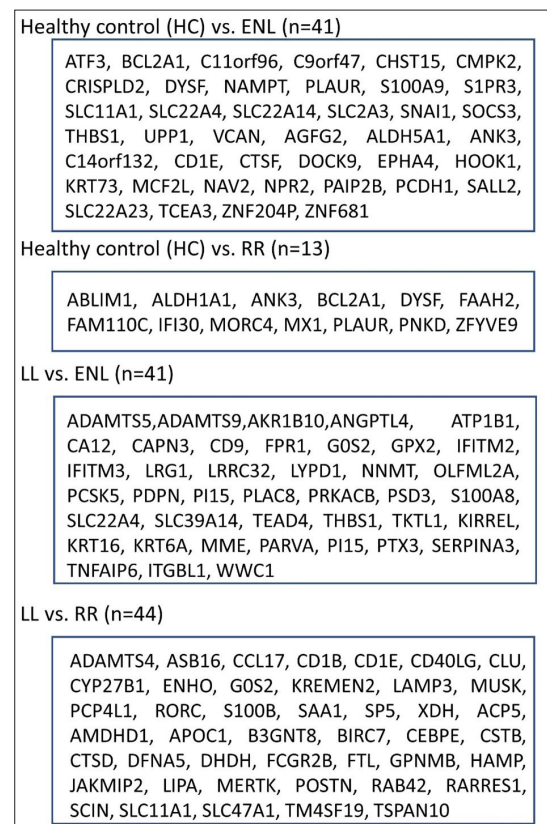 Healthy control (HC) vs. ENL (n=41)
ATF3, BCL2A1, C11orf96, C9orf47, CHST15, CMPK2,
CRISPLD2, DYSF, NAMPT, PLAUR, S100A9, S1PR3,
SLC11A1, SLC22A4, SLC22A14, SLC2A3, SNAI1, SOCS3,
THBS1, UPP1, VCAN, AGFG2, ALDH5A1, ANK3,
C14orf132, CD1E, CTSF, DOCK9, EPHA4, HOOK1,
KRT73, MCF2L, NAV2, NPR2, PAIP2B, PCDH1, SALL2,
SLC22A23, TCEA3, ZNF204P, ZNF681
Healthy control (HC) vs. RR (n=13)
ABLIM1, ALDH1A1, ANK3, BCL2A1, DYSF, FAAH2,
FAM110C, IFI30, MORC4, MX1, PLAUR, PNKD, ZFYVE9
LL vs. ENL (n=41)
ADAMTS5,ADAMTS9,AKR1B10,ANGPTL4, ATP1B1,
CA12, CAPN3, CD9, FPR1, G0S2, GPX2, IFITM2,
IFITM3, LRG1, LRRC32, LYPD1, NNMT, OLFML2A,
PCSK5, PDPN, PI15, PLAC8, PRKACB, PSD3, S100A8,
SLC22A4, SLC39A14, TEAD4, THBS1, TKTL1, KIRREL,
KRT16, KRT6A, MME, PARVA, PI15, PTX3, SERPINA3,
TNFAIP6, ITGBL1, WWC1
LL vs. RR (n=44)
ADAMTS4, ASB16, CCL17, CD1B, CD1E, CD40LG, CLU,
CYP27B1, ENHO, G0S2, KREMEN2, LAMP3, MUSK,
PCP4L1, RORC, S100B, SAA1, SP5, XDH, ACP5,
AMDHD1, APOC1, B3GNT8, BIRC7, CEBPE, CSTB,
CTSD, DFNA5, DHDH, FCGR2B, FTL, GPNMB, HAMP,
JAKMIP2, LIPA, MERTK, POSTN, RAB42, RARRES1,
SCIN, SLC11A1, SLC47A1, TM4SF19, TSPAN10